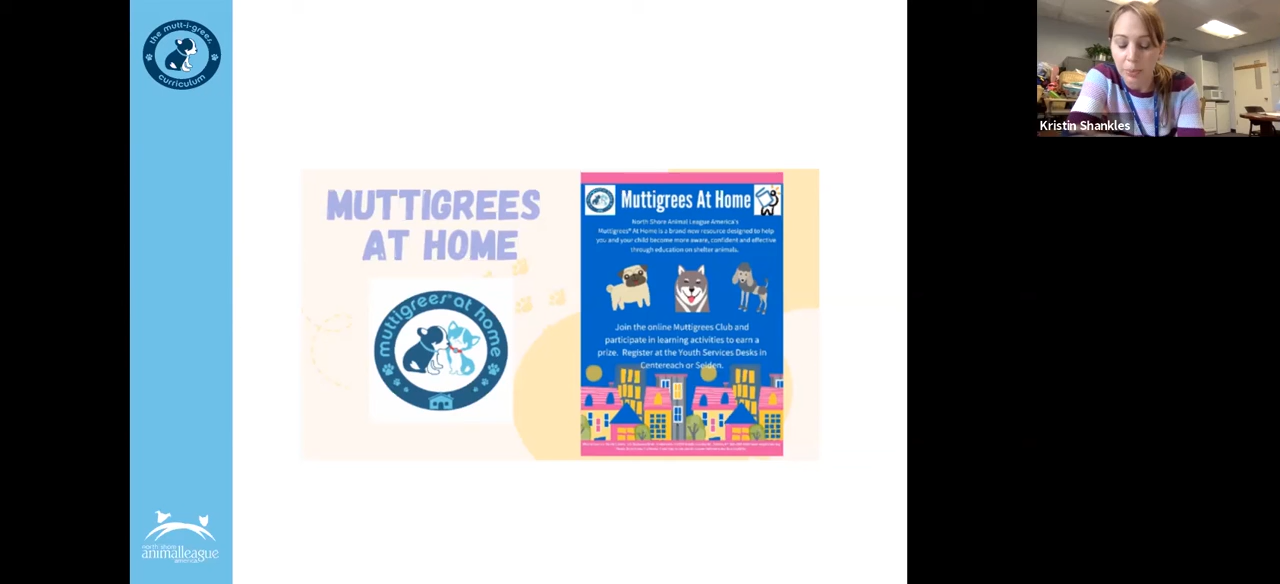 the mutt-i-grees
curriculum
MUTTIGREES
AT HOME
muttigrees® at home
Muttigrees At Home
North Shore Animal League America's
Muttigrees® At Home is a brand new resource designed to help
you and your child become more aware, confident and effective
through education on shelter animals.
Join the online Muttigrees Club and
participate in learning activities to earn a
prize. Register at the Youth Services Desks in
Centereach or Selden.
north shore
animalleague
america
Kristin Shankles